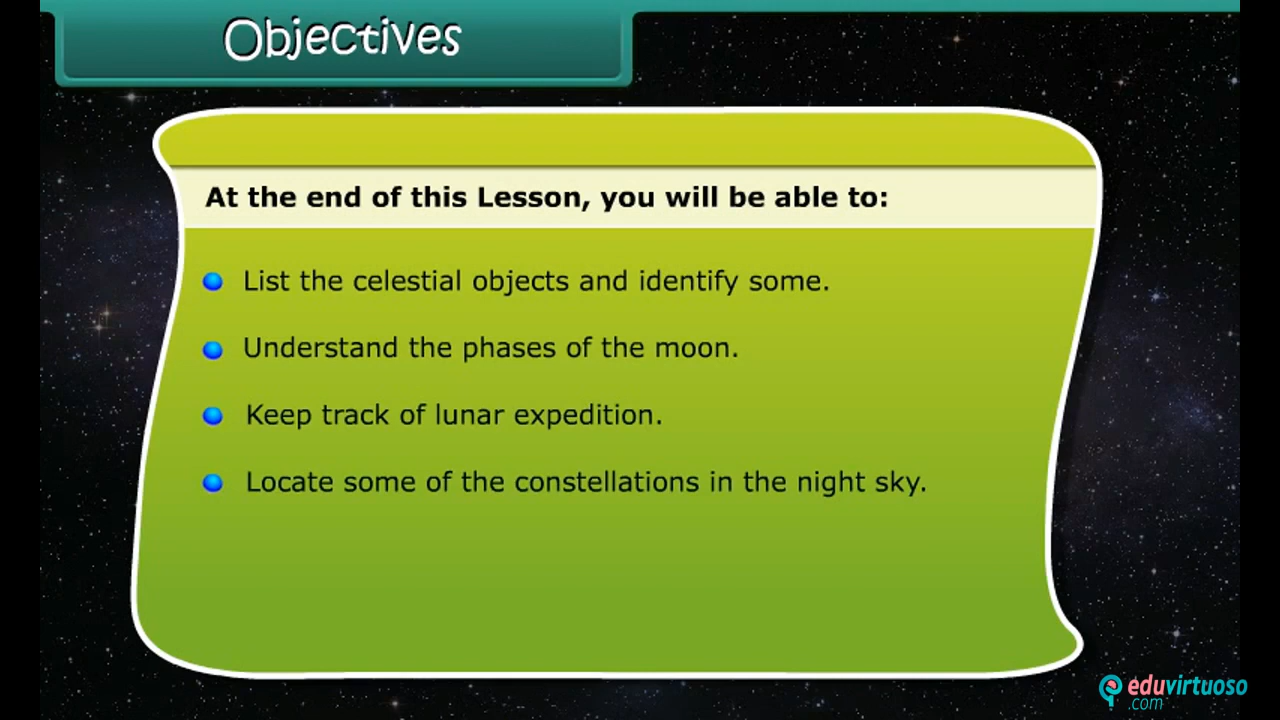 Objectives
At the end of this Lesson, you will be able to:
List the celestial objects and identify some.
Understand the phases of the moon.
Keep track of lunar expedition.
Locate some of the constellations in the night sky.
eduvirtuoso
.com